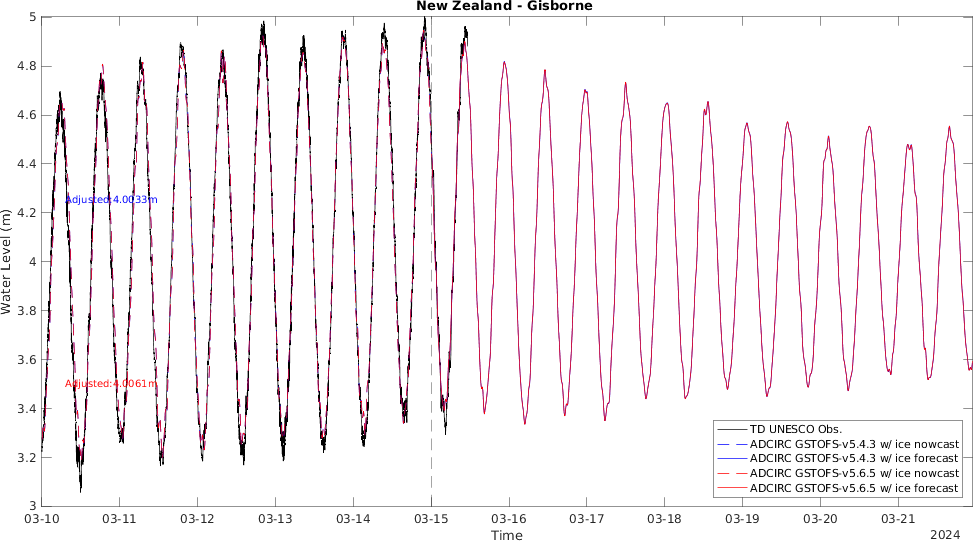 New Zealand - Gisborne
5
4.8
4.6
4.4
4.2
4
3.8
3.6
3.4
3.2
3
Water Level (m)
Adjusted:4.0033m
Adjusted:4.0061m
TD UNESCO Obs.
ADCIRC GSTOFS-v5.4.3 w/ ice nowcast
ADCIRC GSTOFS-v5.4.3 w/ ice forecast
ADCIRC GSTOFS-v5.6.5 w/ ice nowcast
ADCIRC GSTOFS-v5.6.5 w/ ice forecast
03-10 03-11 03-12 03-13 03-14 03-15 03-16 03-17 03-18 03-19 03-20 03-21
Time
2024